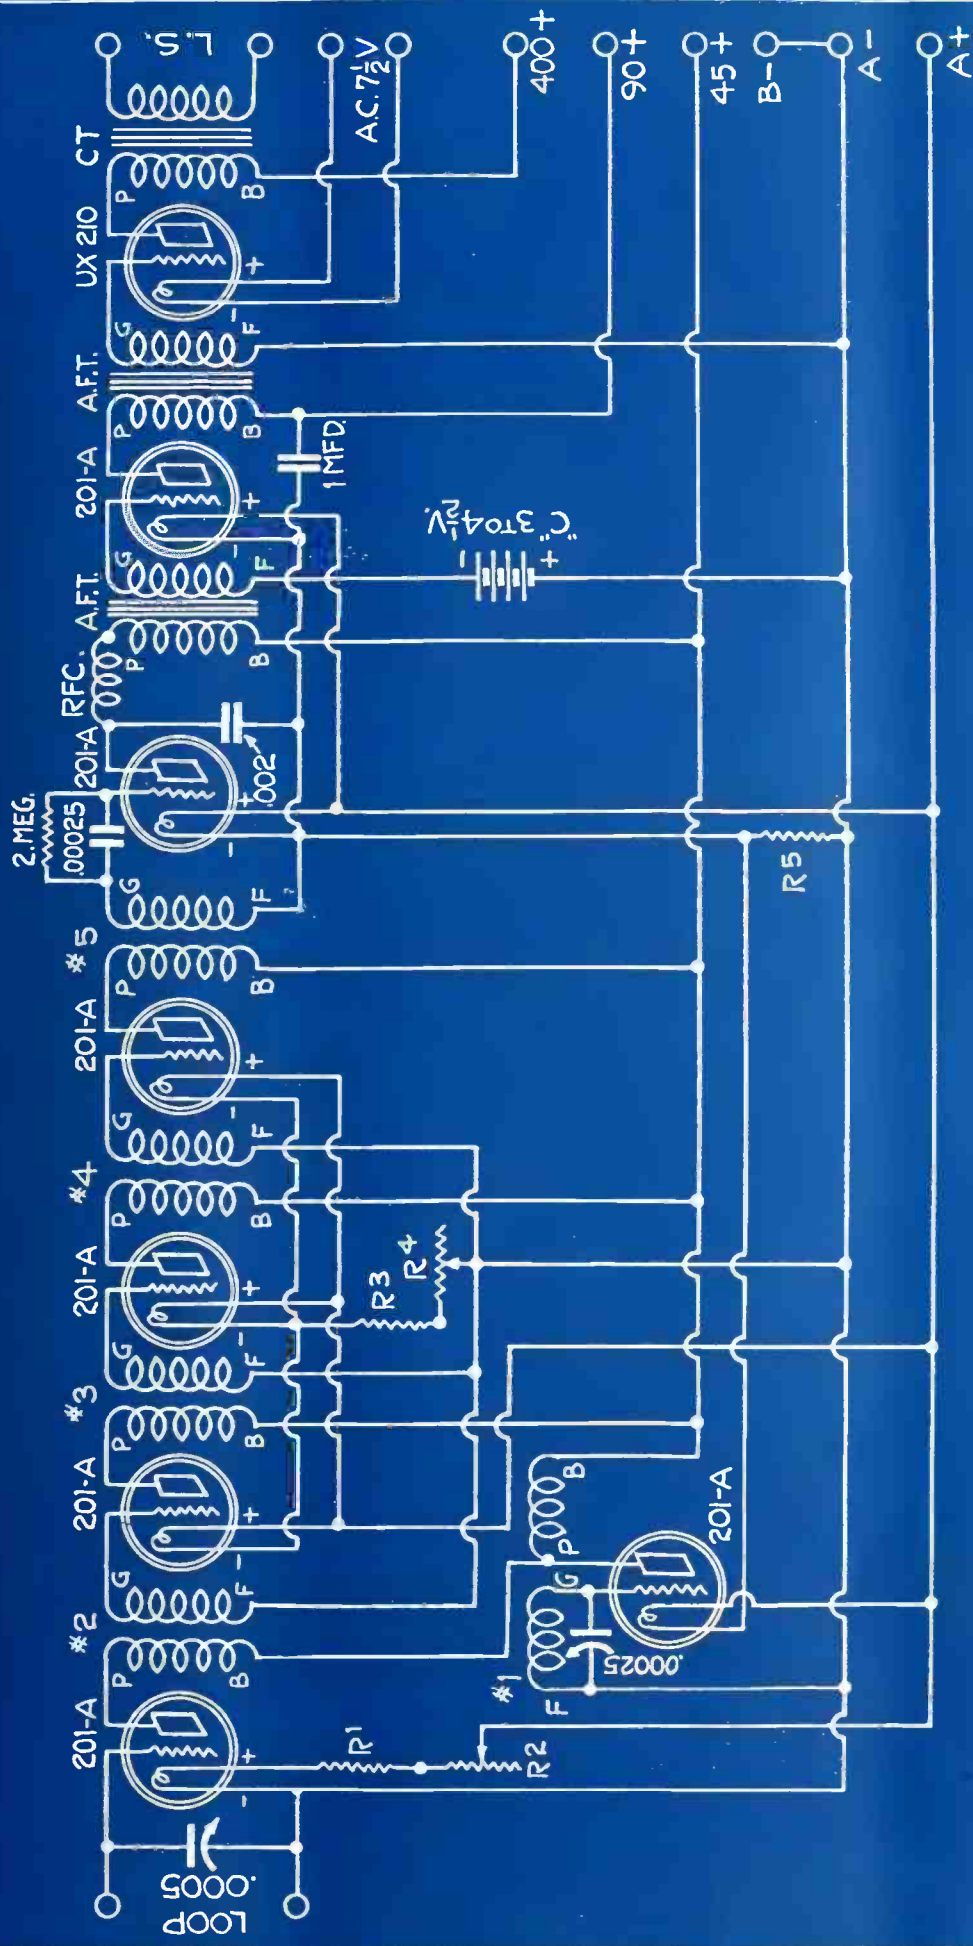 LOOP
.0005
201-A
#2
201-A
#3
201-A
#4
201-A
#5
2.MEG.
.00025
201-A
RFC.
A.F.T.
201-A
A.F.T.
UX 210
CT
L.S.
P
B
G
F
P
B
G
F
P
B
G
F
P
B
G
F
P
B
G
F
P
B
G
F
P
B
-
+
-
+
-
+
-
+
-
+
-
+
-
+
.002
1 MFD.
A.C. 7½V
R1
R2
R3
R4
R5
"C" 3 TO 4½V.
-
+
#1
F
G
P
B
.00025
201-A
400+
90+
45+
B-
A-
A+